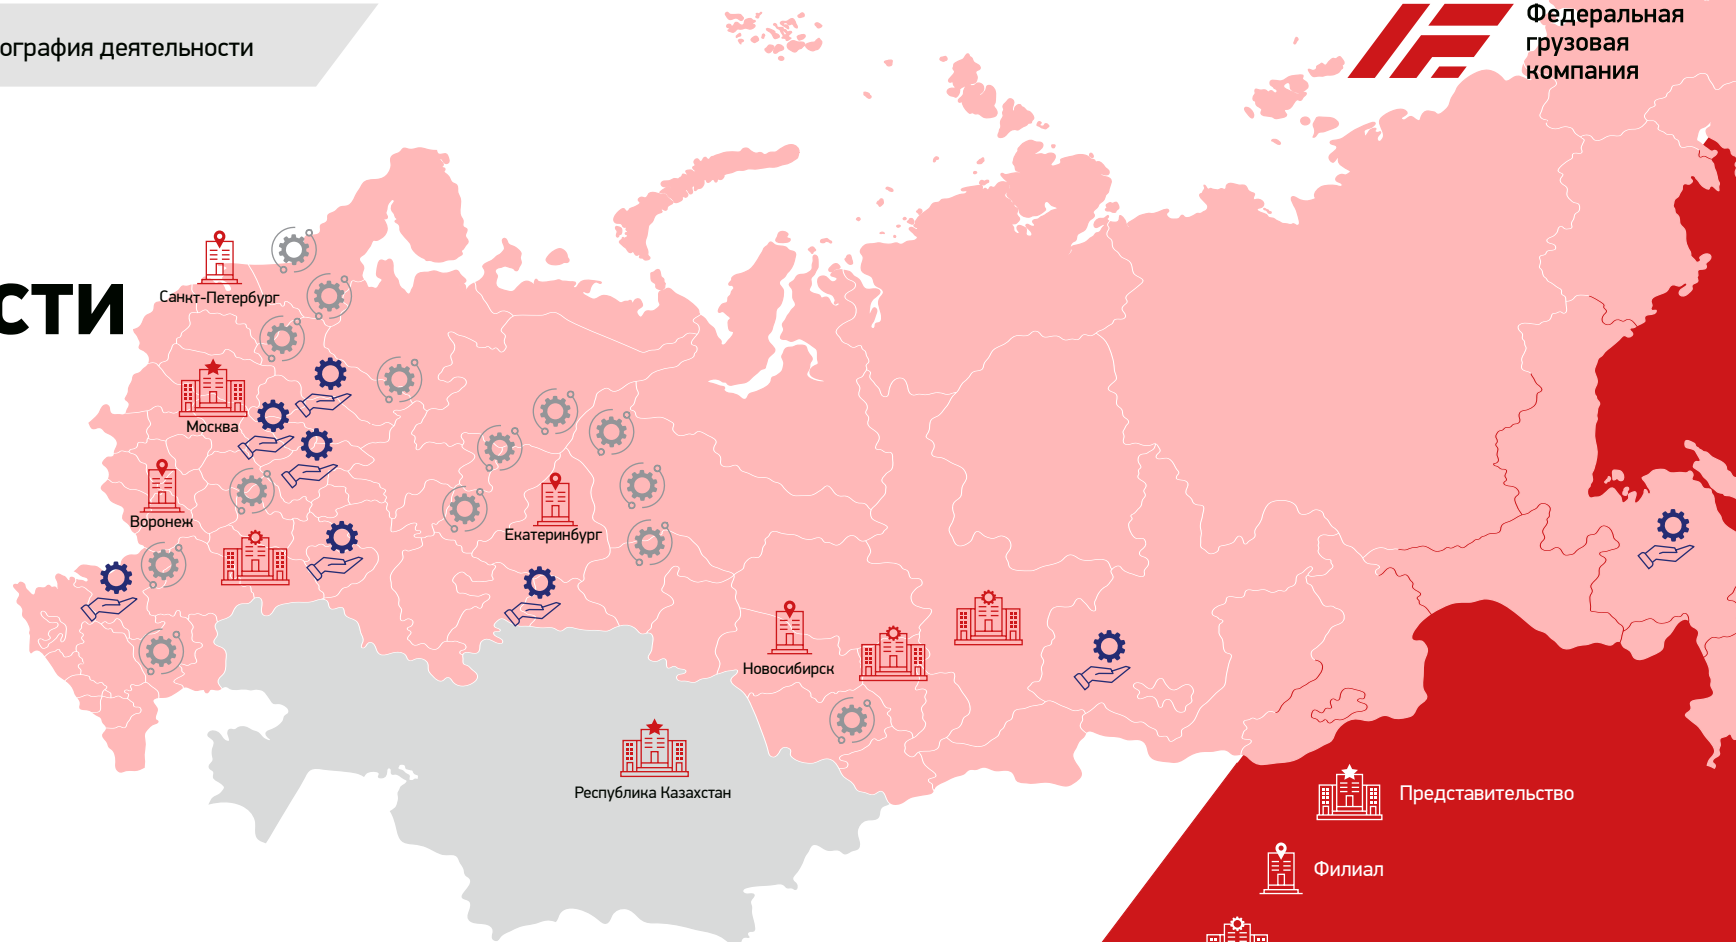 ография деятельности
Федеральная
грузовая
компания
сти
Санкт-Петербург
Москва
Воронеж
Екатеринбург
Новосибирск
Республика Казахстан
Представительство
Филиал